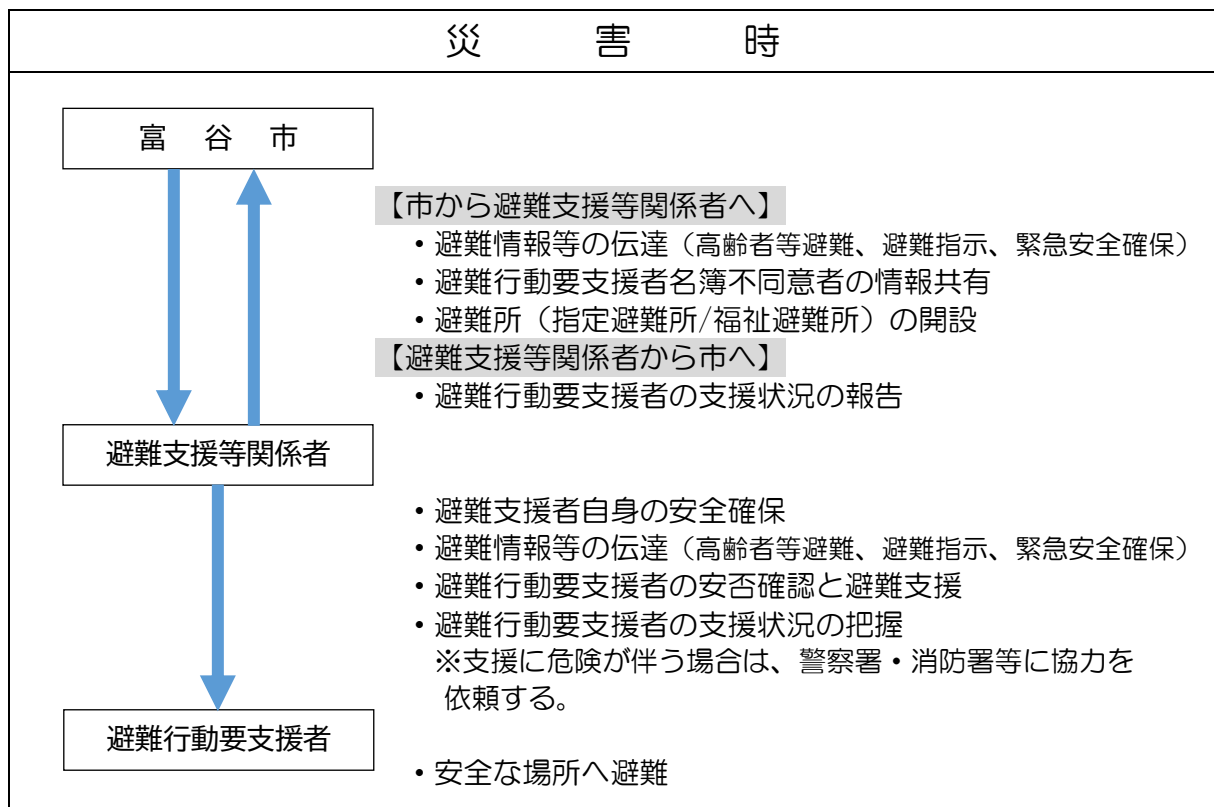 災害時
富谷市
【市から避難支援等関係者へ】
・避難情報等の伝達（高齢者等避難、避難指示、緊急安全確保）
・避難行動要支援者名簿不同意者の情報共有
・避難所（指定避難所/福祉避難所）の開設
【避難支援等関係者から市へ】
・避難行動要支援者の支援状況の報告
避難支援等関係者
・避難支援者自身の安全確保
・避難情報等の伝達（高齢者等避難、避難指示、緊急安全確保）
・避難行動要支援者の安否確認と避難支援
・避難行動要支援者の支援状況の把握
※支援に危険が伴う場合は、警察署・消防署等に協力を
依頼する。
避難行動要支援者
・安全な場所へ避難